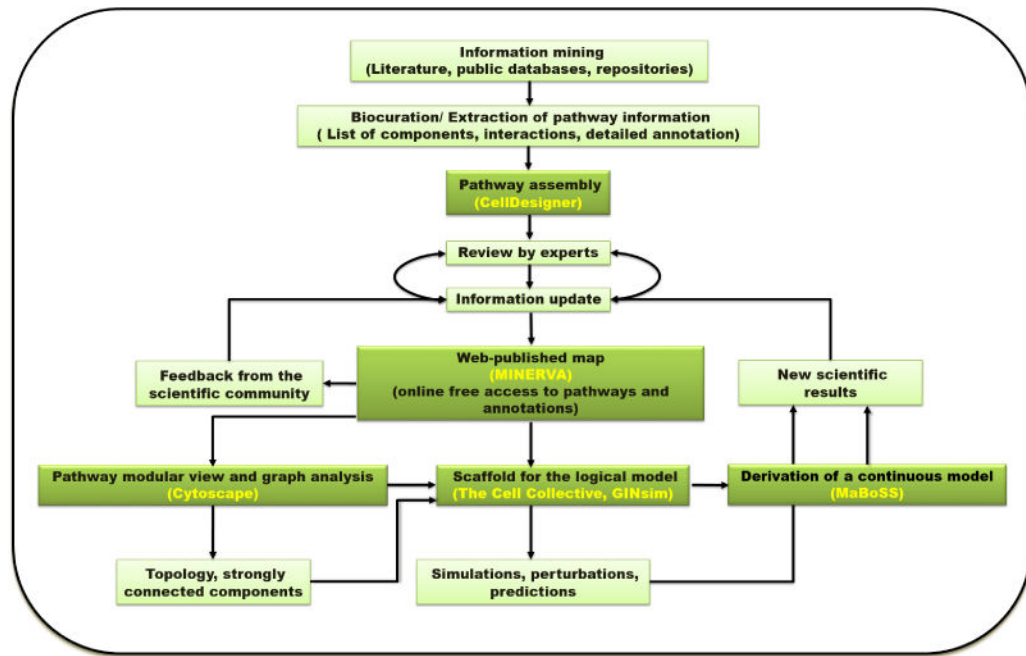 Information mining
(Literature, public databases, repositories)
Biocuration/ Extraction of pathway information
( List of components, interactions, detailed annotation)
Pathway assembly
(CellDesigner)
Review by experts
Information update
Web-published map
(MINERVA)
(online free access to pathways and
annotations)
Feedback from the
scientific community
New scientific
results
Pathway modular view and graph analysis
(Cytoscape)
Scaffold for the logical model
(The Cell Collective, GINsim)
Derivation of a continuous model
(MaBoSS)
Topology, strongly
connected components
Simulations, perturbations,
predictions